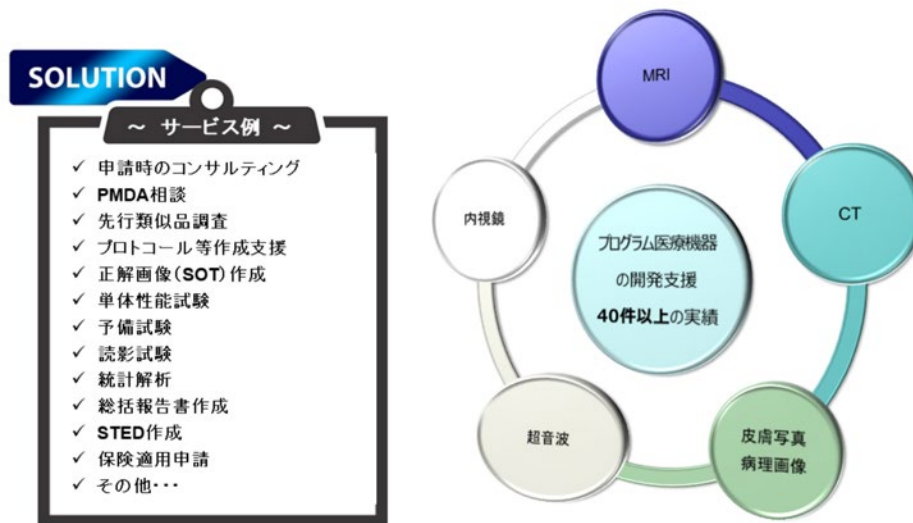 SOLUTION
～ サービス例 ～
✓ 申請時のコンサルティング
✓ PMDA相談
✓ 先行類似品調査
✓ プロトコール等作成支援
✓ 正解画像(SOT)作成
✓ 単体性能試験
✓ 予備試験
✓ 読影試験
✓ 統計解析
✓ 総括報告書作成
✓ STED作成
✓ 保険適用申請
✓ その他・・・
MRI
CT
皮膚写真
病理画像
超音波
内視鏡
プログラム医療機器
の開発支援
40件以上の実績